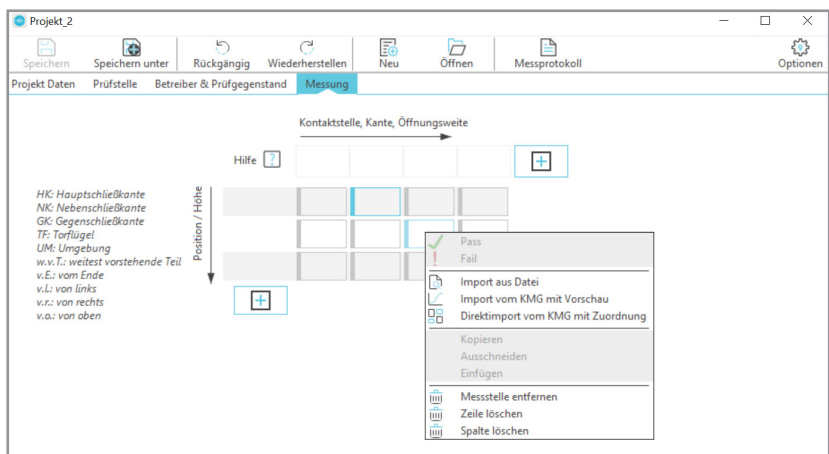 Projekt_2
Speichern
Speichern unter
Rückgängig
Wiederherstellen
Neu
Öffnen
Messprotokoll
Optionen
Projekt Daten
Prüfstelle
Betreiber & Prüfgegenstand
Messung
Kontaktstelle, Kante, Öffnungsweite
Hilfe ?
Position / Höhe
HK: Hauptschließkante
NK: Nebenschließkante
GK: Gegenschließkante
TF: Torflügel
UM: Umgebung
w.v.T.: weitest vorstehende Teil
v.E.: vom Ende
v.l.: von links
v.r.: von rechts
v.o.: von oben
Pass
Fail
Import aus Datei
Import vom KMG mit Vorschau
Direktimport vom KMG mit Zuordnung
Kopieren
Ausschneiden
Einfügen
Messstelle entfernen
Zeile löschen
Spalte löschen